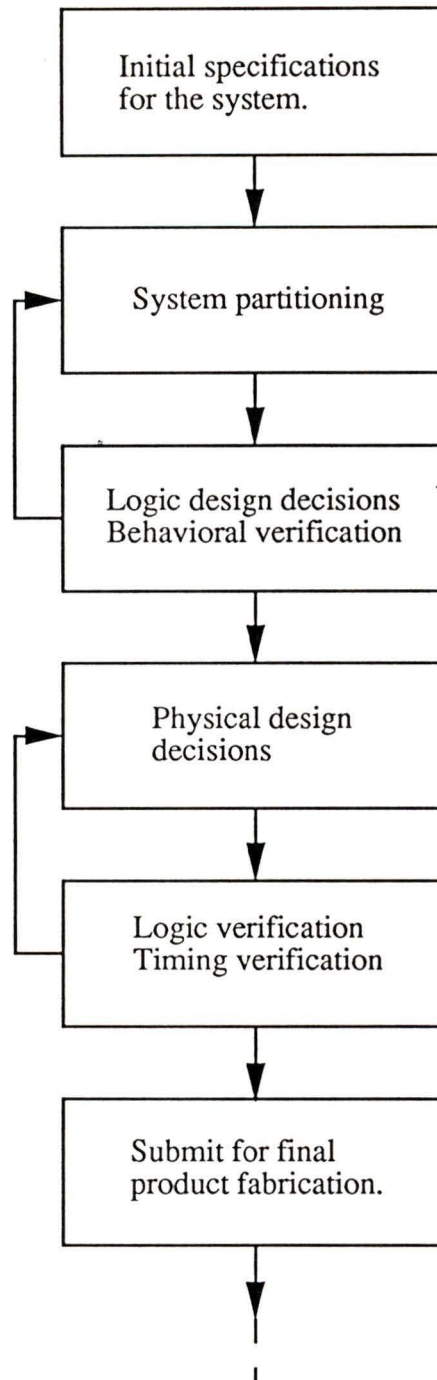 Initial specifications
for the system.
System partitioning
Logic design decisions
Behavioral verification
Physical design
decisions
Logic verification
Timing verification
Submit for final
product fabrication.